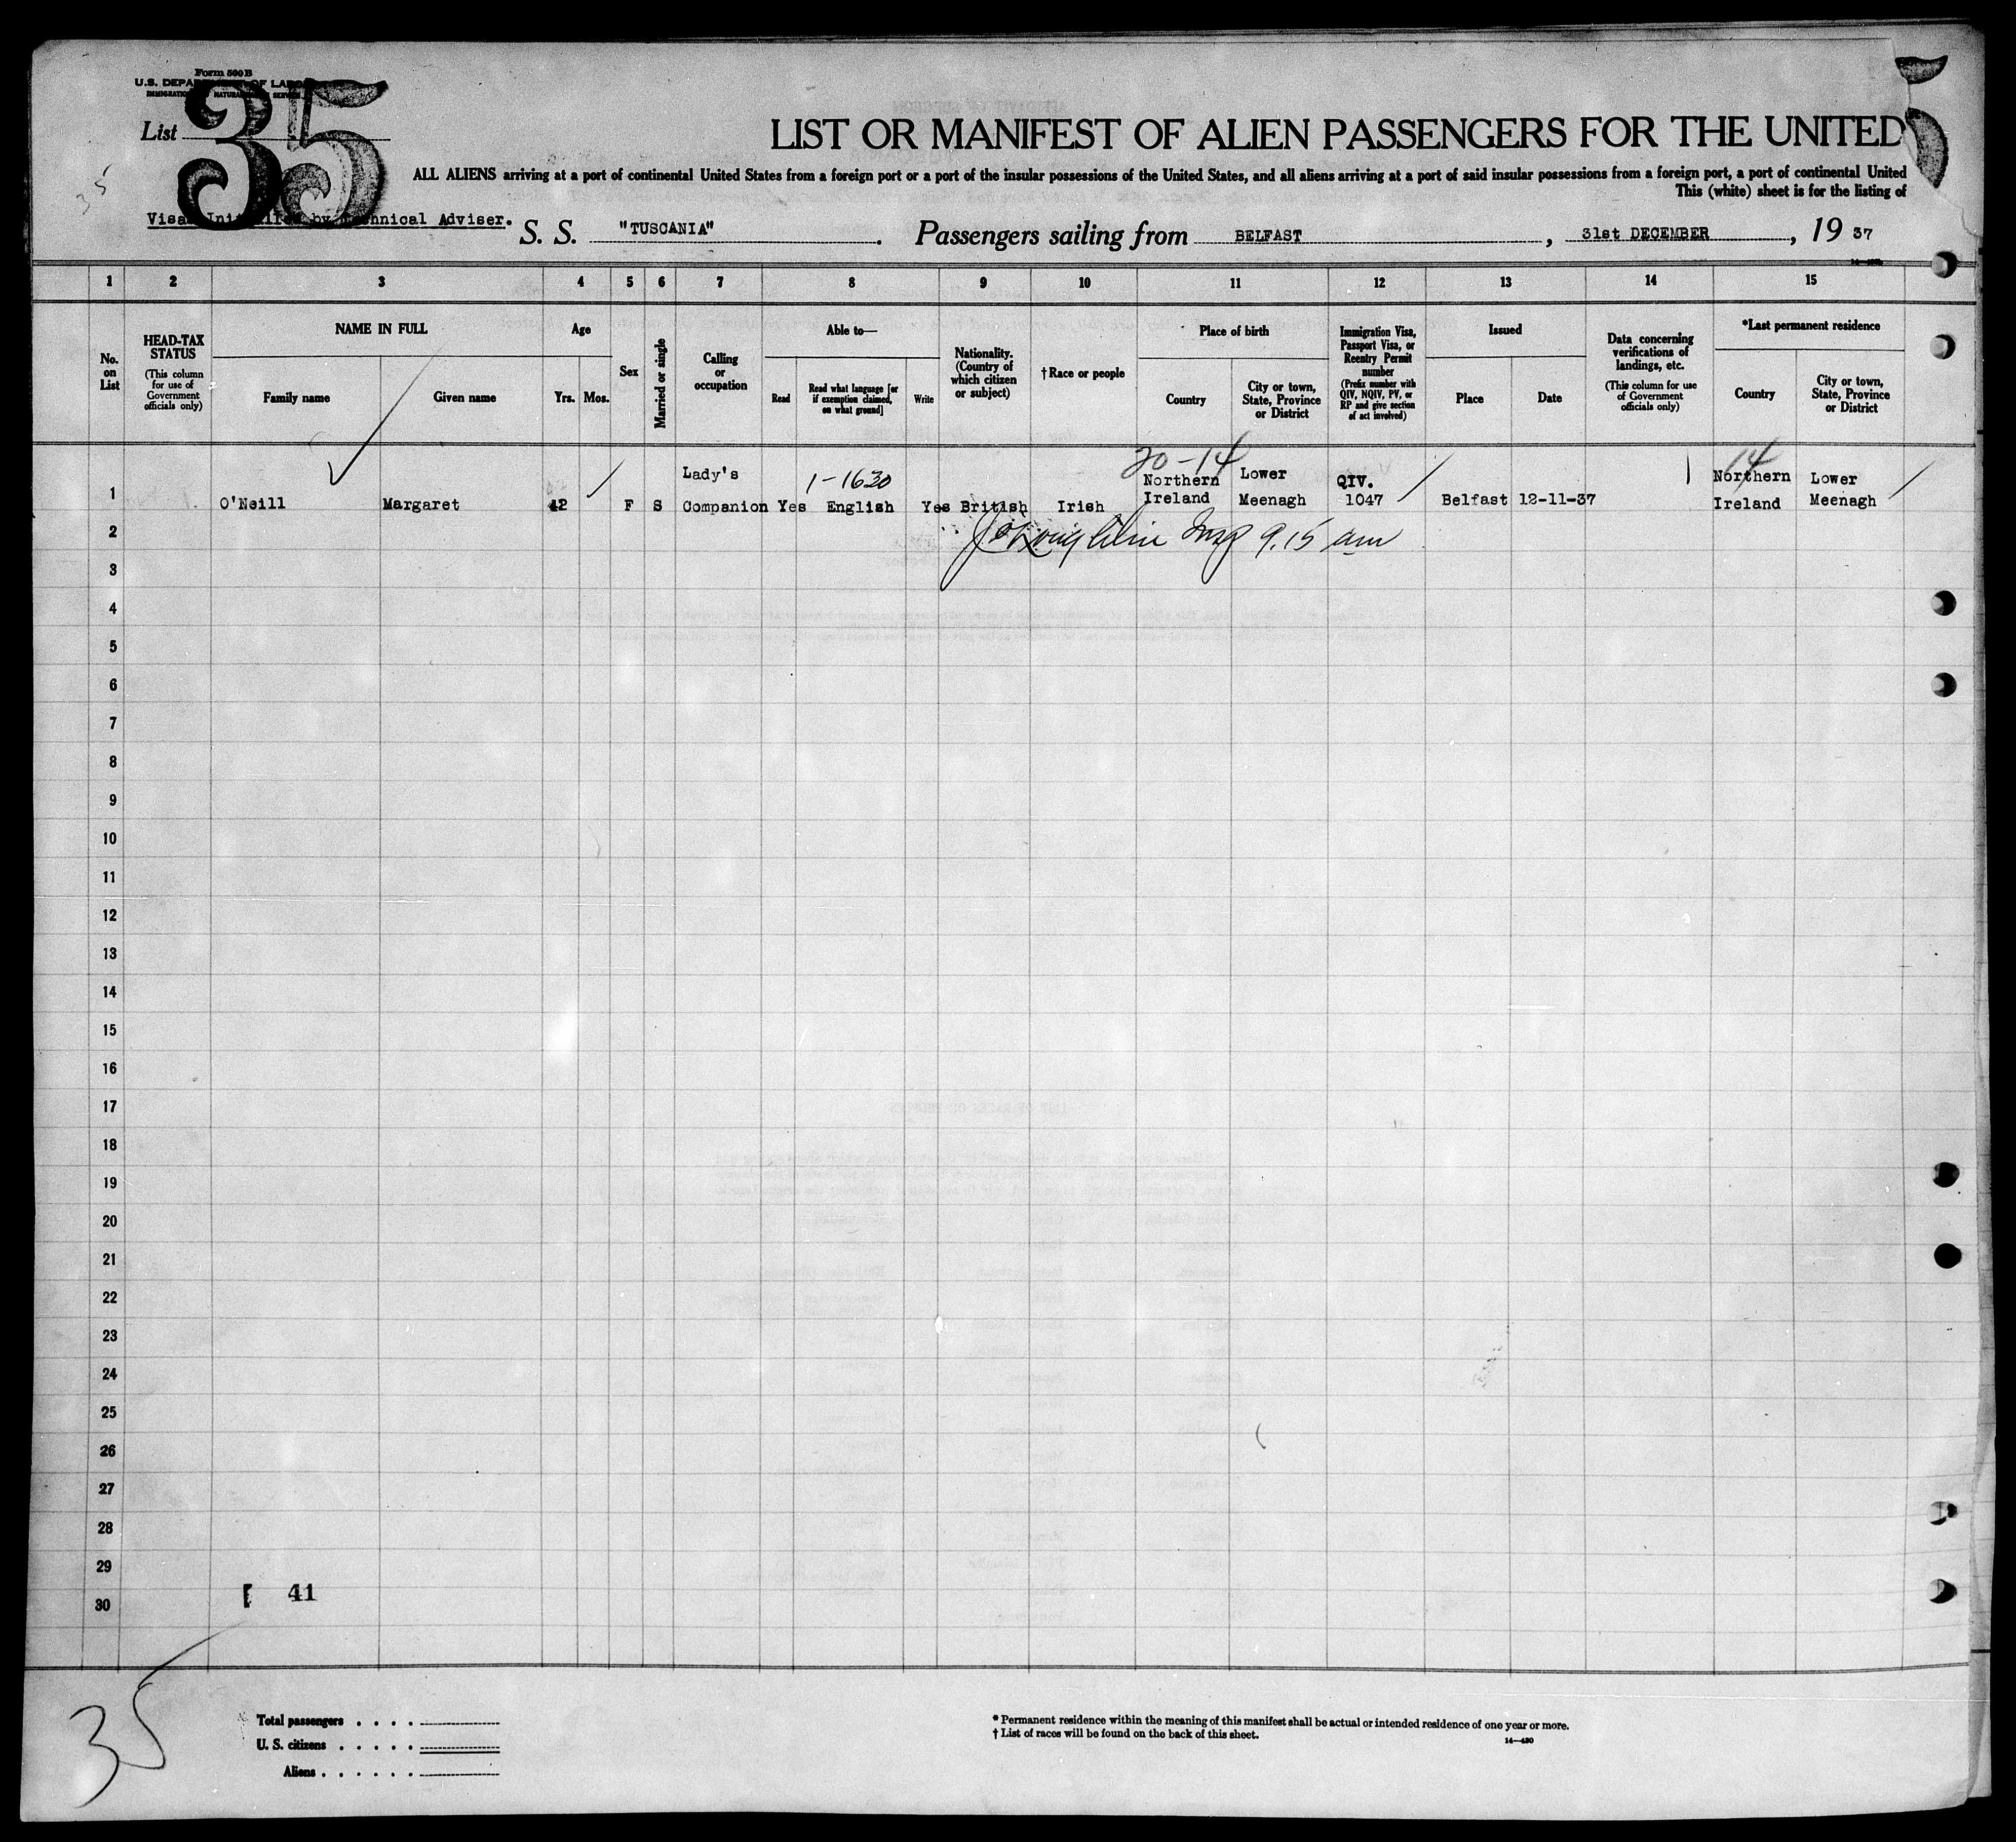 Form 500 B
U.S. DEPARTMENT OF LABOR
List 35
35
LIST OR MANIFEST OF ALIEN PASSENGERS FOR THE UNITED
ALL ALIENS arriving at a port of continental United States from a foreign port or a port of the insular possessions of the United States, and all aliens arriving at a port of said insular possessions from a foreign port, a port of continental United
This (white) sheet is for the listing of
Visas Initialled by Technical Adviser.
S. S. "TUSCANIA". Passengers sailing from BELFAST, 31st DECEMBER, 19 37
1 2 3 4 5 6 7 8 9 10 11 12 13 14 15
No. on List
HEAD-TAX STATUS
(This column for use of Government officials only)
NAME IN FULL
Family name
Given name
Age
Yrs. Mos.
Sex
Married or single
Calling or occupation
Able to—
Read
Read what language [or if exemption claimed, on what ground]
Write
Nationality. (Country of which citizen or subject)
†Race or people
Place of birth
Country
City or town, State, Province or District
Immigration Visa, Passport Visa, or Reentry Permit number
(Prefix number with QIV, NQIV, PV, or RP and give section of act involved)
Issued
Place
Date
Data concerning verifications of landings, etc.
(This column for use of Government officials only)
*Last permanent residence
Country
City or town, State, Province or District
1 O'Neill Margaret 42 F S Lady's Companion Yes 1-1630 English Yes British Irish 20-14 Northern Ireland Lower Meenagh QIV. 1047 Belfast 12-11-37 14 Northern Ireland Lower Meenagh
2 Insp 9.15 am
3
4
5
6
7
8
9
10
11
12
13
14
15
16
17
18
19
20
21
22
23
24
25
26
27
28
29
30
41
35
Total passengers . . . .
U. S. citizens . . . . .
Aliens . . . . . .
* Permanent residence within the meaning of this manifest shall be actual or intended residence of one year or more.
† List of races will be found on the back of this sheet.
14—430